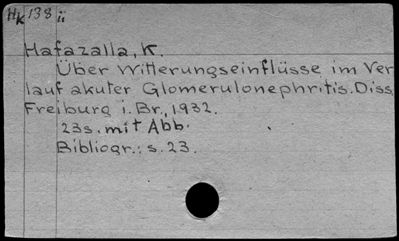 HK 138 ii
Hafazalla, K.
Über Witterungseinflüsse im Ver
lauf akuter Glomerulonephritis. Diss.
Freiburg i. Br., 1932.
23s. mit Abb.
Bibliogr.: s. 23.